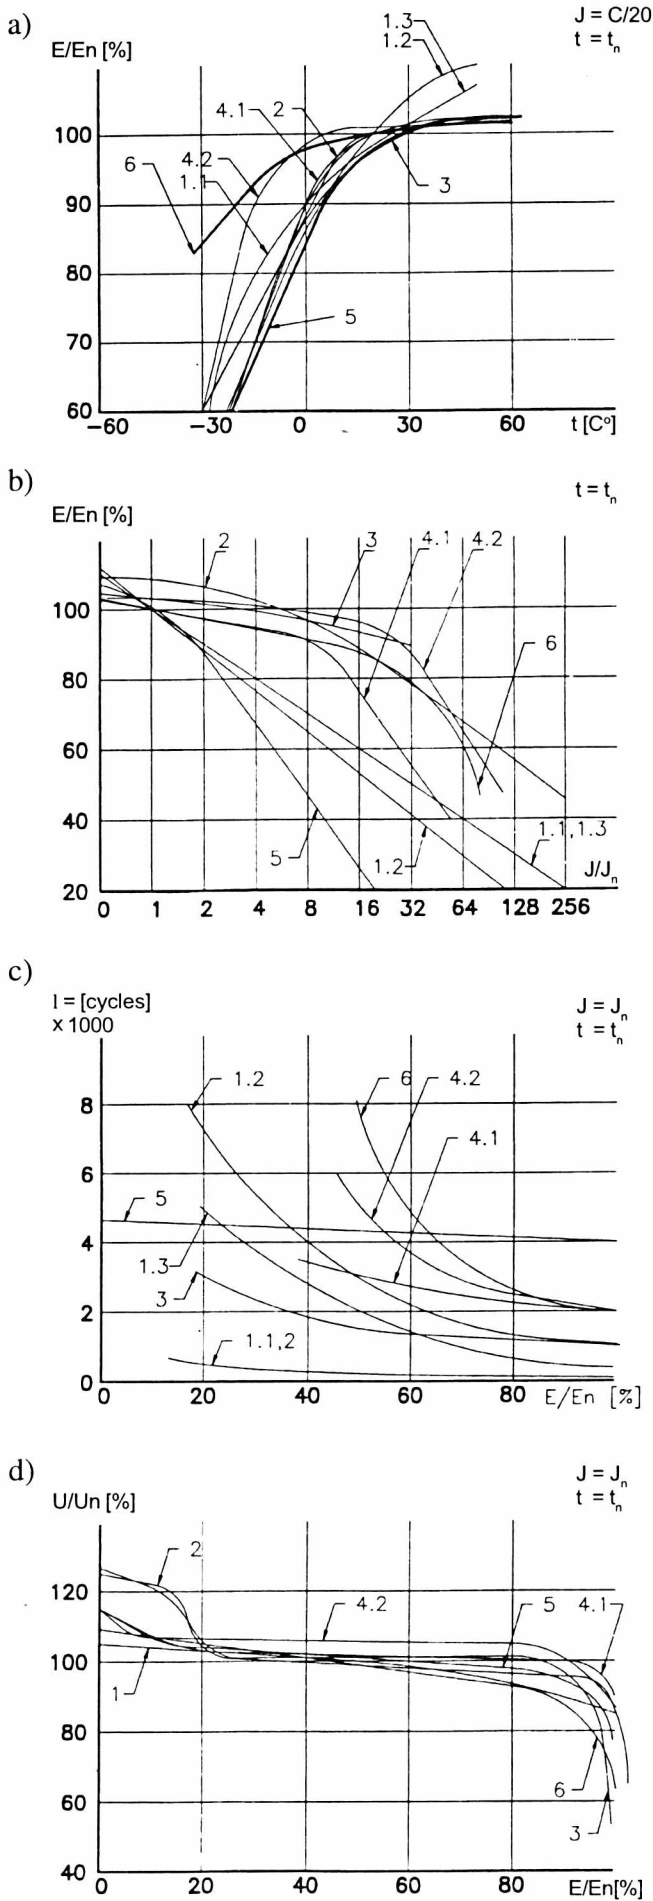 a)
J = C/20
t = tn
E/En [%]
1.3
1.2
4.1 2
100
6 4.2
1.1
3
90
80
5
70
60
−60 −30 0 30 60 t [C°]
b)
t = tn
E/En [%]
2 3 4.1 4.2
100
6
80
60
40
5 1.2 1.1,1.3
20
J/Jn
0 1 2 4 8 16 32 64 128 256
c)
l = [cycles]
x 1000
J = Jn
t = tn
8 1.2 6 4.2
4.1
6
5
4
1.3
3
2
1.1,2
0
0 20 40 60 80 E/En [%]
d)
J = Jn
t = tn
U/Un [%]
2
120
4.2 5 4.1
100
1
80
6
60
3
40
0 20 40 60 80 E/En[%]